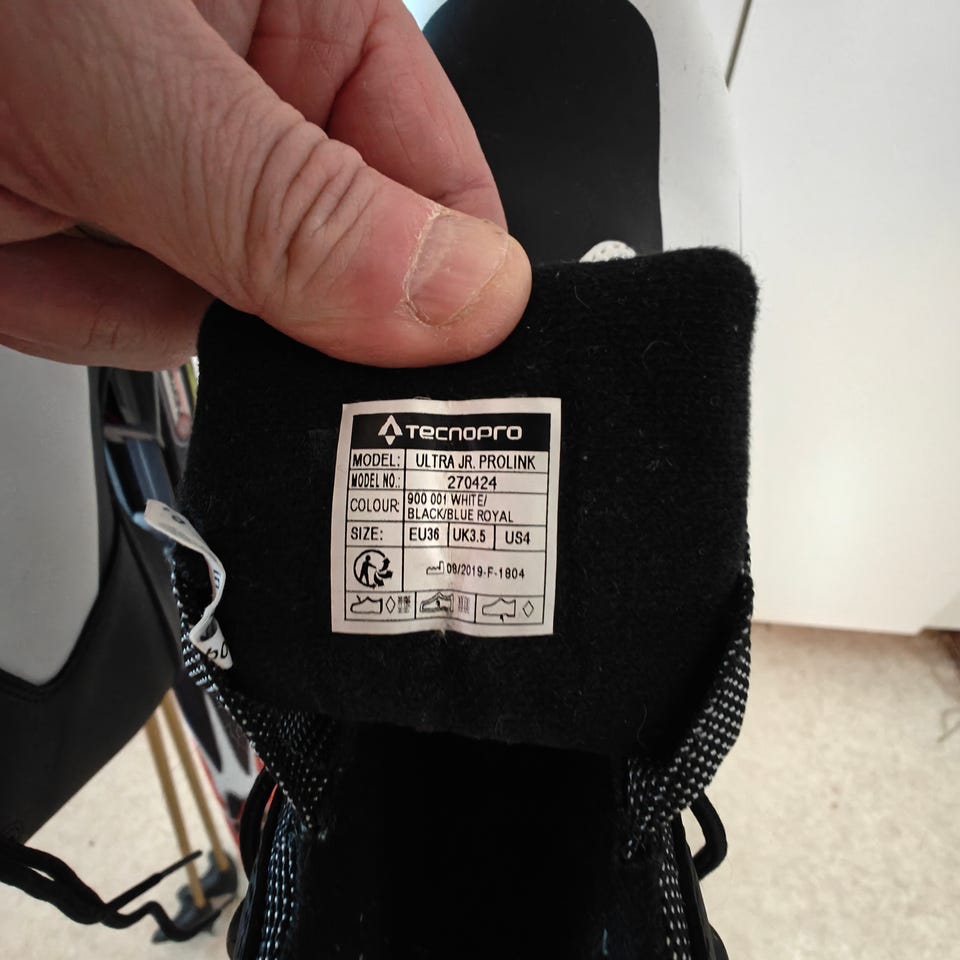 TECNOPRO
MODEL: ULTRA JR. PROLINK
MODEL NO.: 270424
COLOUR: 900 001 WHITE/
BLACK/BLUE ROYAL
SIZE: EU36 UK3.5 US4
08/2019-F-1804